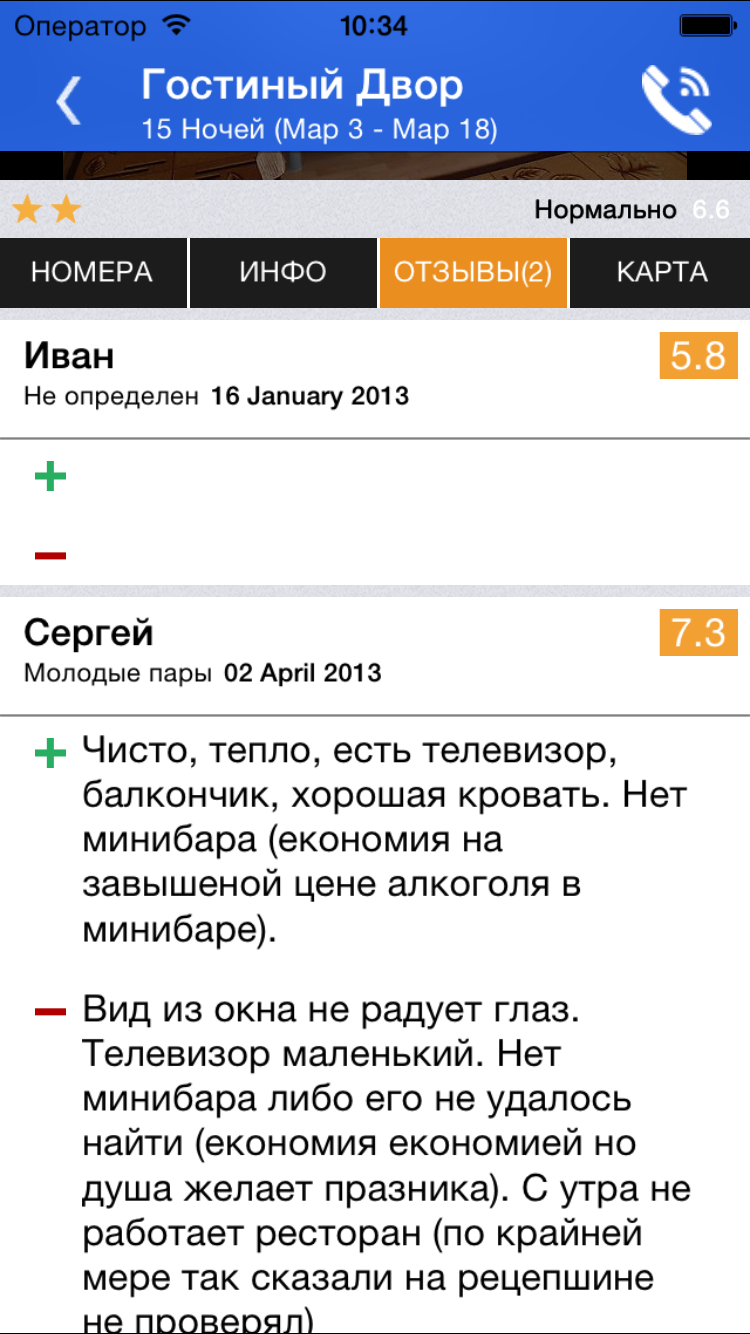 Оператор 10:34
Гостиный Двор
15 Ночей (Мар 3 - Мар 18)
Нормально 6.6
НОМЕРА ИНФО ОТЗЫВЫ(2) КАРТА
Иван 5.8
Не определен 16 January 2013
+
−
Сергей 7.3
Молодые пары 02 April 2013
+ Чисто, тепло, есть телевизор,
балкончик, хорошая кровать. Нет
минибара (економия на
завышеной цене алкоголя в
минибаре).
− Вид из окна не радует глаз.
Телевизор маленький. Нет
минибара либо его не удалось
найти (економия економией но
душа желает празника). С утра не
работает ресторан (по крайней
мере так сказали на рецепшине
не проверял)